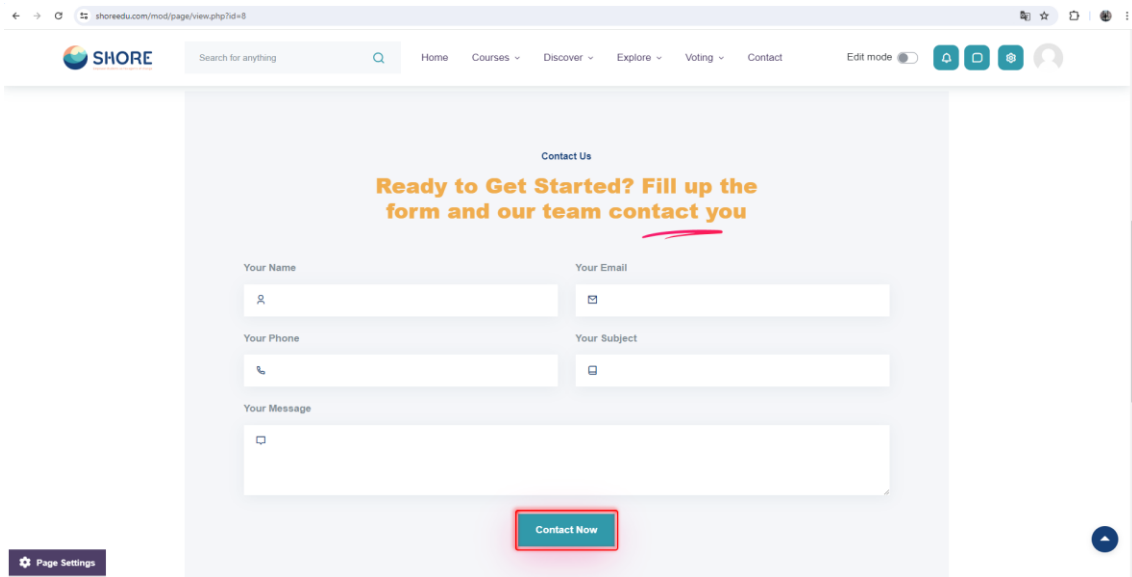 shoreedu.com/mod/page/view.php?id=8
SHORE
Search for anything
Home Courses Discover Explore Voting Contact
Edit mode
Contact Us
Ready to Get Started? Fill up the
form and our team contact you
Your Name Your Email
Your Phone Your Subject
Your Message
Contact Now
Page Settings